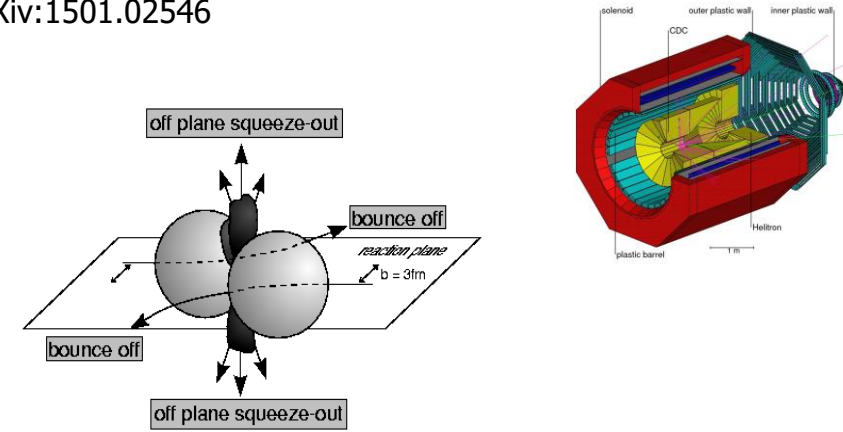 Xiv:1501.02546
solenoid
outer plastic wall
inner plastic wall
CDC
off plane squeeze-out
bounce off
reaction plane
b = 3fm
Helitron
plastic barrel
1 m
bounce off
off plane squeeze-out